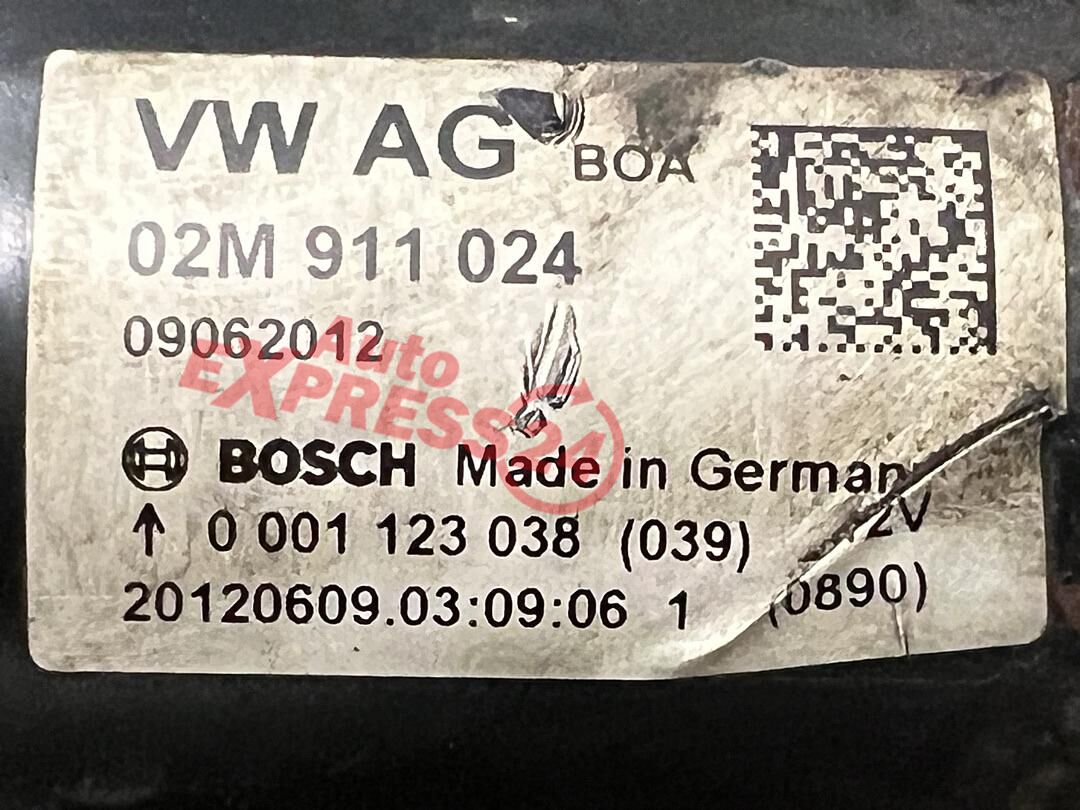 VW AG BOA
02M 911 024
09062012
Auto
EXPRESS24
BOSCH Made in German
0 001 123 038 (039) 2V
20120609.03:09:06 1 (0890)